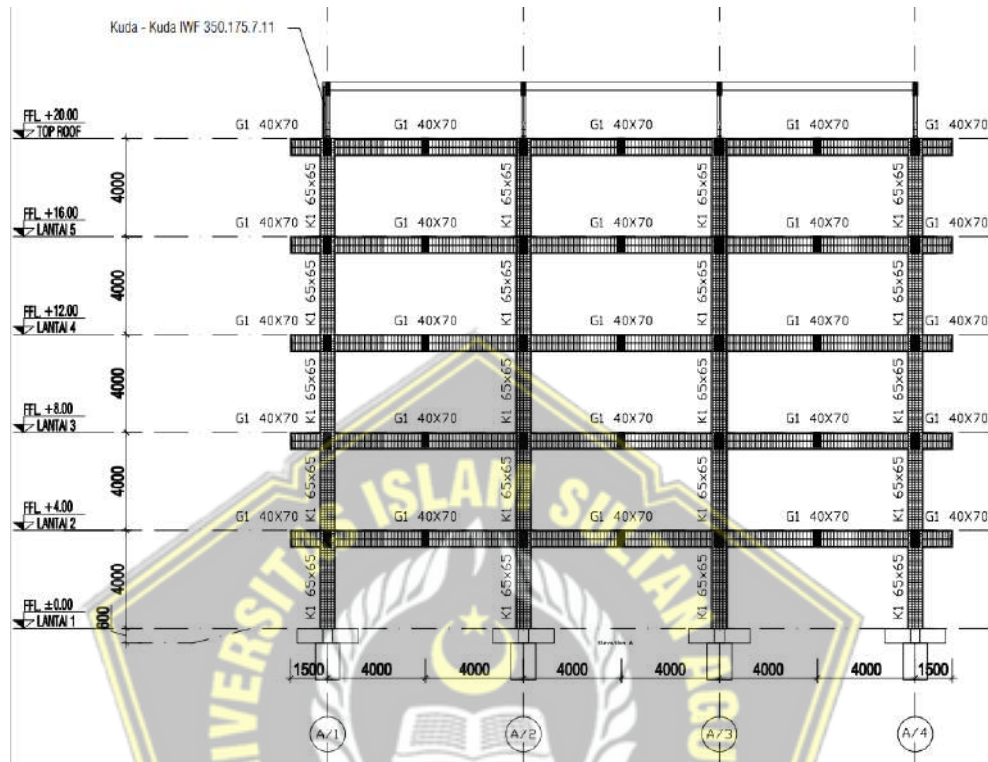 Kuda - Kuda IWF 350.175.7.11
FFL +20.00
TOP ROOF
G1 40X70 G1 40X70 G1 40X70 G1 40X70 G1 40X70
4000
K1 65x65 K1 65x65 K1 65x65 K1 65x65
FFL +16.00
LANTAI 5
G1 40X70 G1 40X70 G1 40X70 G1 40X70 G1 40X70
4000
K1 65x65 K1 65x65 K1 65x65 K1 65x65
FFL +12.00
LANTAI 4
G1 40X70 G1 40X70 G1 40X70 G1 40X70 G1 40X70
4000
K1 65x65 K1 65x65 K1 65x65 K1 65x65
FFL +8.00
LANTAI 3
G1 40X70 G1 40X70 G1 40X70 G1 40X70 G1 40X70
4000
K1 65x65 K1 65x65 K1 65x65 K1 65x65
FFL +4.00
LANTAI 2
G1 40X70 G1 40X70 G1 40X70 G1 40X70 G1 40X70
4000
K1 65x65 K1 65x65 K1 65x65 K1 65x65
FFL ±0.00
LANTAI 1
600
1500 4000 4000 4000 4000 4000 4000 1500
A/1 A/2 A/3 A/4
UNIVERSITAS ISLAM SULTAN AGU